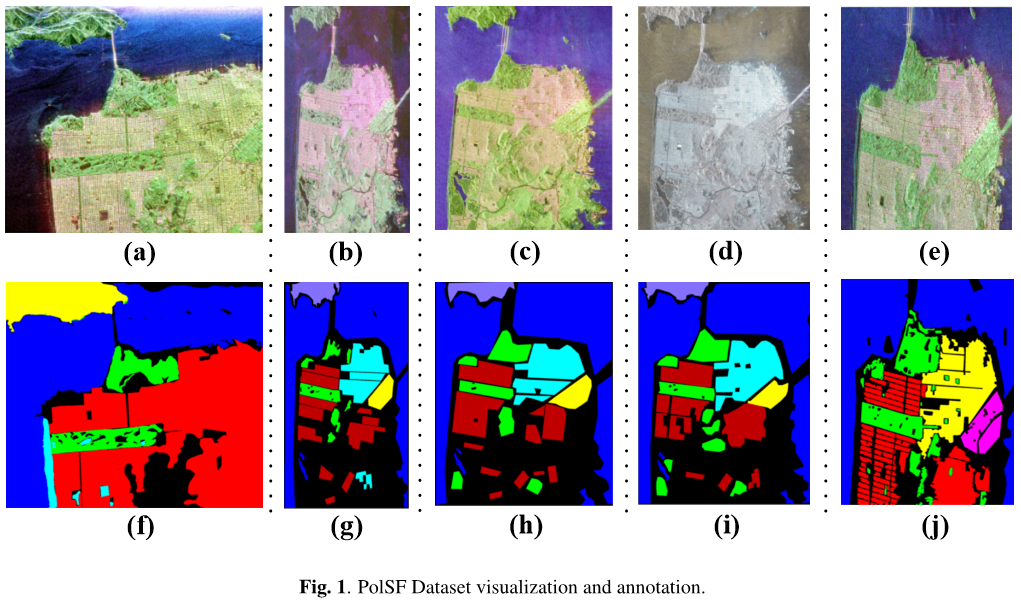 (a) (b) (c) (d) (e)
(f) (g) (h) (i) (j)
Fig. 1. PolSF Dataset visualization and annotation.